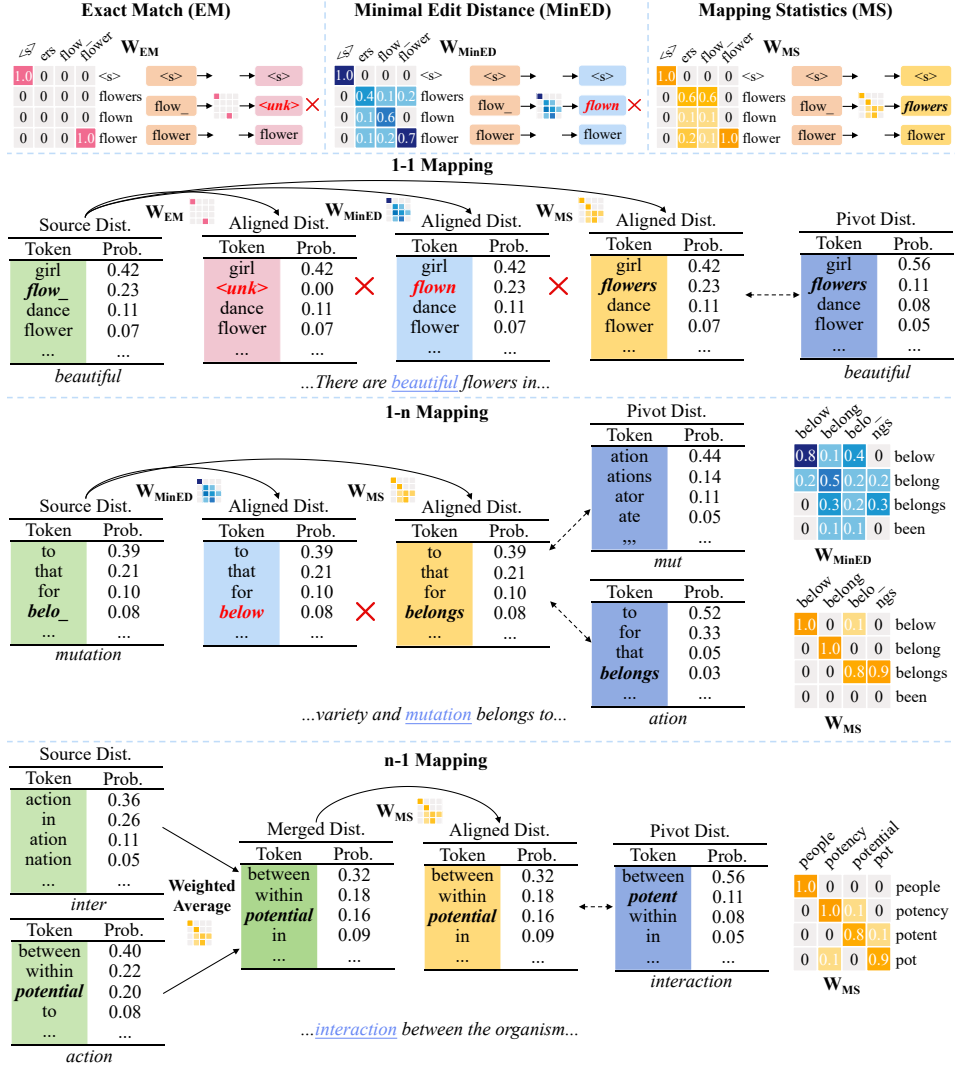 Exact Match (EM)
Minimal Edit Distance (MinED)
Mapping Statistics (MS)
<s> ers flow_ flower
W_EM
1.0 0 0 0 <s>
0 0 0 0 flowers
0 0 0 0 flown
0 0 0 1.0 flower
<s> <s>
flow_ <unk>
flower flower
<s> ers flow_ flower
W_MinED
1.0 0 0 0 <s>
0 0.4 0.1 0.2 flowers
0 0.1 0.6 0 flown
0 0.1 0.2 0.7 flower
<s> <s>
flow_ flown
flower flower
<s> ers flow_ flower
W_MS
1.0 0 0 0 <s>
0 0.6 0.6 0 flowers
0 0.1 0.1 0 flown
0 0.2 0.1 1.0 flower
<s> <s>
flow_ flowers
flower flower
1-1 Mapping
W_EM W_MinED W_MS
Source Dist.
Token Prob.
girl 0.42
flow_ 0.23
dance 0.11
flower 0.07
... ...
beautiful
Aligned Dist.
Token Prob.
girl 0.42
<unk> 0.00
dance 0.11
flower 0.07
... ...
Aligned Dist.
Token Prob.
girl 0.42
flown 0.23
dance 0.11
flower 0.07
... ...
Aligned Dist.
Token Prob.
girl 0.42
flowers 0.23
dance 0.11
flower 0.07
... ...
Pivot Dist.
Token Prob.
girl 0.56
flowers 0.11
dance 0.08
flower 0.05
... ...
beautiful
...There are beautiful flowers in...
1-n Mapping
W_MinED W_MS
Source Dist.
Token Prob.
to 0.39
that 0.21
for 0.10
belo_ 0.08
... ...
mutation
Aligned Dist.
Token Prob.
to 0.39
that 0.21
for 0.10
below 0.08
... ...
Aligned Dist.
Token Prob.
to 0.39
that 0.21
for 0.10
belongs 0.08
... ...
Pivot Dist.
Token Prob.
ation 0.44
ations 0.14
ator 0.11
ate 0.05
,,, ...
mut
Token Prob.
to 0.52
for 0.33
that 0.05
belongs 0.03
... ...
ation
below belong belo_ ngs
0.8 0.1 0.4 0 below
0.2 0.5 0.2 0.2 belong
0 0.3 0.2 0.3 belongs
0 0.1 0.1 0 been
W_MinED
below belong belo_ ngs
1.0 0 0.1 0 below
0 1.0 0 0 belong
0 0 0.8 0.9 belongs
0 0 0 0 been
W_MS
...variety and mutation belongs to...
n-1 Mapping
Source Dist.
Token Prob.
action 0.36
in 0.26
ation 0.11
nation 0.05
... ...
inter
Token Prob.
between 0.40
within 0.22
potential 0.20
to 0.08
... ...
action
Weighted
Average
W_MS
Merged Dist.
Token Prob.
between 0.32
within 0.18
potential 0.16
in 0.09
... ...
Aligned Dist.
Token Prob.
between 0.32
within 0.18
potential 0.16
in 0.09
... ...
Pivot Dist.
Token Prob.
between 0.56
potent 0.11
within 0.08
in 0.05
... ...
interaction
people potency potential pot
1.0 0 0 0 people
0 1.0 0.1 0 potency
0 0 0.8 0.1 potent
0 0.1 0 0.9 pot
W_MS
...interaction between the organism...